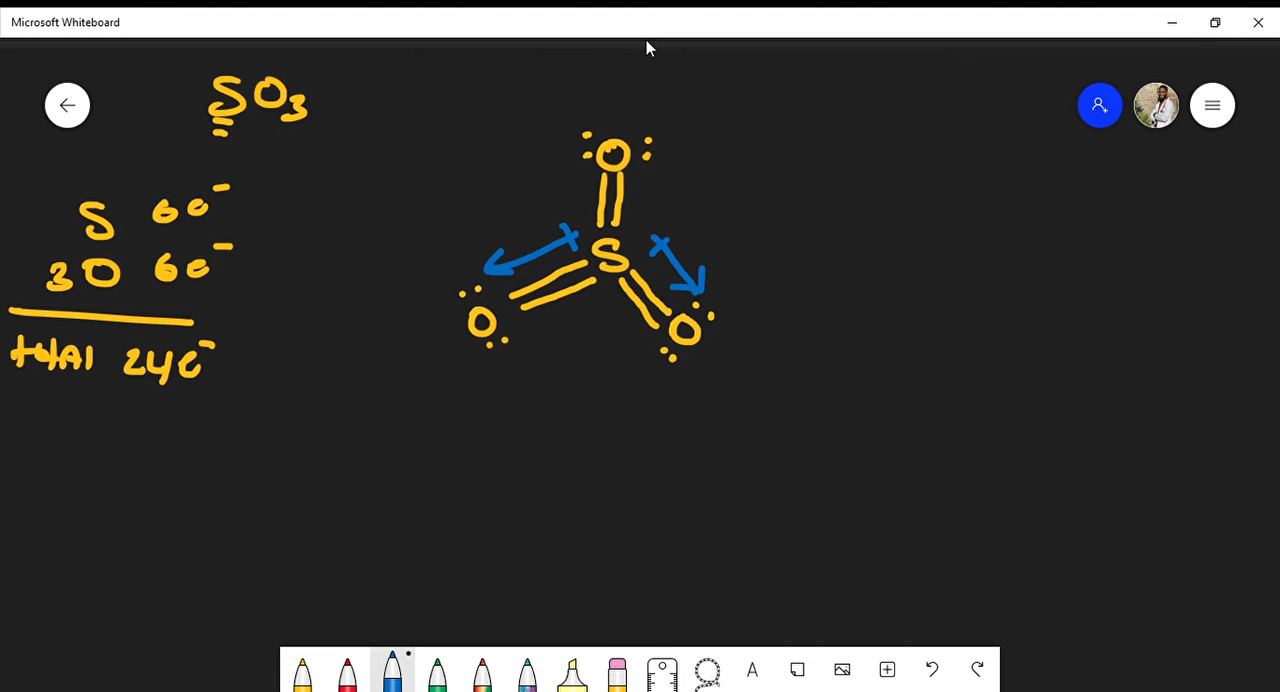 Microsoft Whiteboard
SO3
S 6e-
3O 6e-
total 24e-
:O:
S
O
O
A